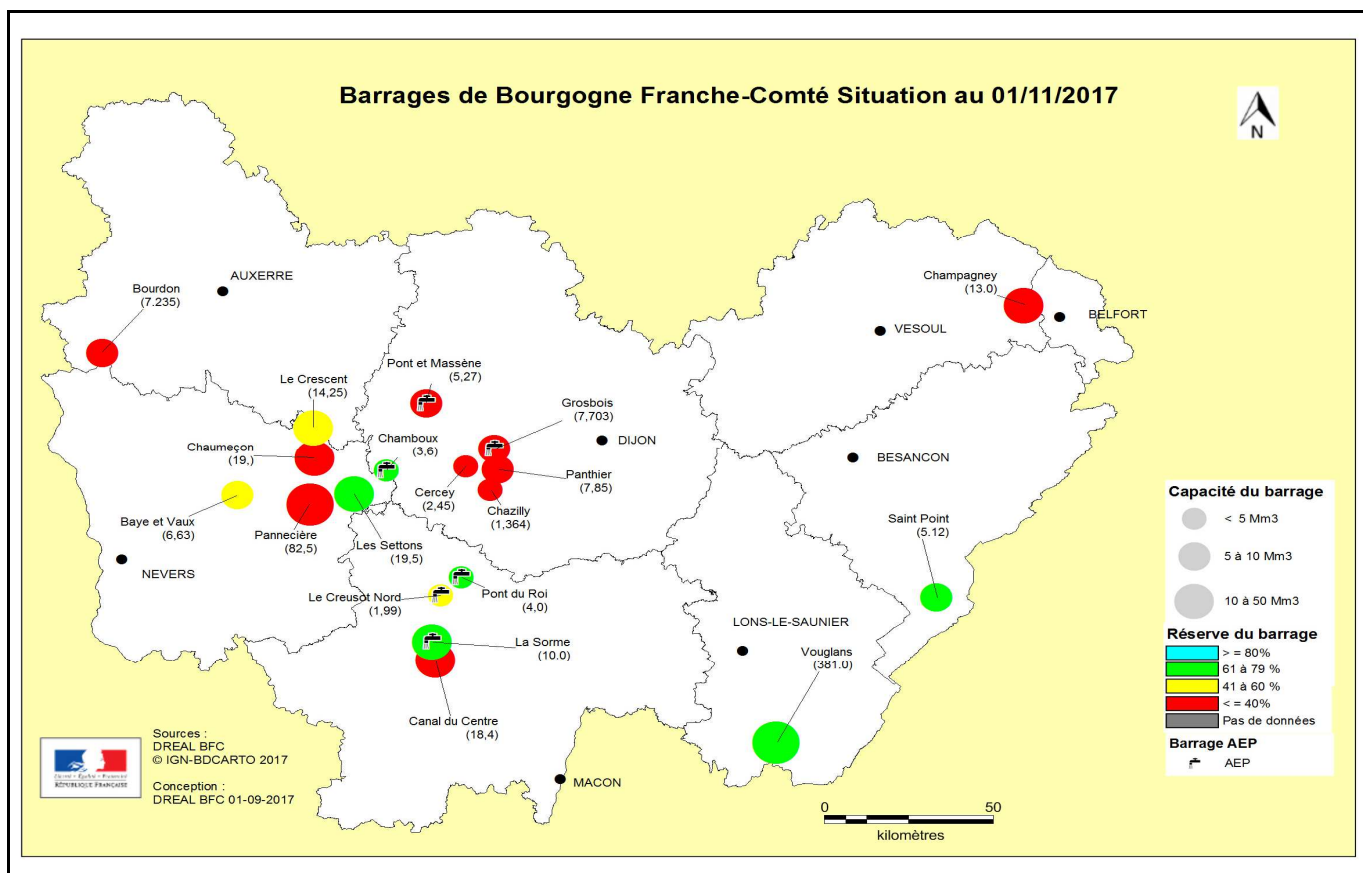 Barrages de Bourgogne Franche-Comté Situation au 01/11/2017
N
Bourdon
(7.235)
AUXERRE
Champagney
(13.0)
BELFORT
VESOUL
Pont et Massène
(5,27)
Le Crescent
(14,25)
Grosbois
(7,703)
DIJON
Chaumeçon
(19,)
Chamboux
(3,6)
BESANCON
Panthier
(7,85)
Cercey
(2,45)
Chazilly
(1,364)
Baye et Vaux
(6,63)
Pannecière
(82,5)
Les Settons
(19,5)
Saint Point
(5.12)
NEVERS
Le Creusot Nord
(1,99)
Pont du Roi
(4,0)
LONS-LE-SAUNIER
La Sorme
(10.0)
Vouglans
(381.0)
Canal du Centre
(18,4)
MACON
Capacité du barrage
< 5 Mm3
5 à 10 Mm3
10 à 50 Mm3
Réserve du barrage
> = 80%
61 à 79 %
41 à 60 %
< = 40%
Pas de données
Barrage AEP
AEP
Liberté • Égalité • Fraternité
RÉPUBLIQUE FRANÇAISE
Sources :
DREAL BFC
© IGN-BDCARTO 2017
Conception :
DREAL BFC 01-09-2017
0
50
kilomètres